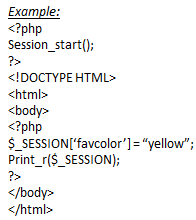 Example:
<?php
Session_start();
?>
<!DOCTYPE HTML>
<html>
<body>
<?php
$_SESSION[‘favcolor’] = “yellow”;
Print_r($_SESSION);
?>
</body>
</html>